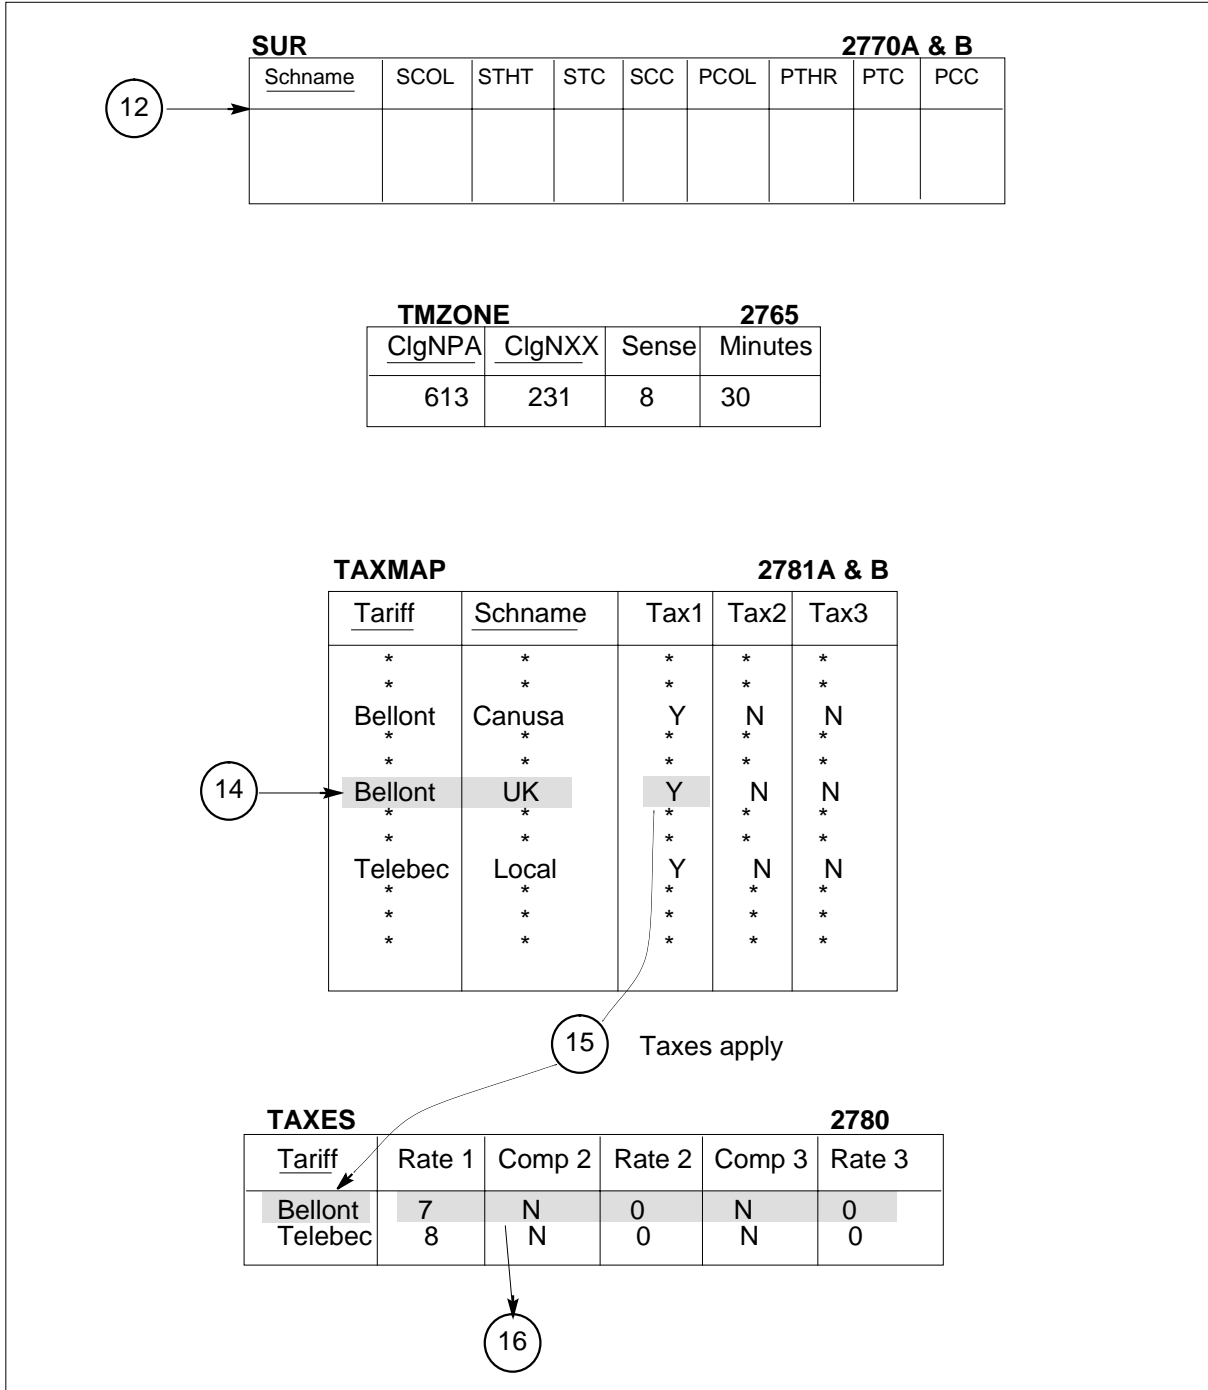 SUR 2770A & B
Schname SCOL STHT STC SCC PCOL PTHR PTC PCC
12
TMZONE 2765
ClgNPA ClgNXX Sense Minutes
613 231 8 30
TAXMAP 2781A & B
Tariff Schname Tax1 Tax2 Tax3
* * * * *
* * * * *
Bellont Canusa Y N N
* * * * *
* * * * *
14 Bellont UK Y N N
* * * * *
* * * * *
Telebec Local Y N N
* * * * *
* * * * *
* * * * *
15 Taxes apply
TAXES 2780
Tariff Rate 1 Comp 2 Rate 2 Comp 3 Rate 3
Bellont 7 N 0 N 0
Telebec 8 N 0 N 0
16